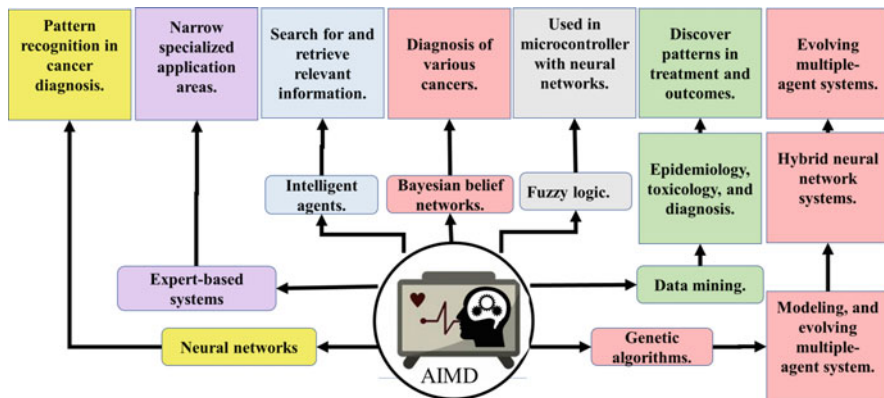 Pattern
recognition in
cancer
diagnosis.
Narrow
specialized
application
areas.
Search for and
retrieve
relevant
information.
Diagnosis of
various
cancers.
Used in
microcontroller
with neural
networks.
Discover
patterns in
treatment and
outcomes.
Evolving
multiple-
agent systems.
Intelligent
agents.
Bayesian belief
networks.
Fuzzy logic.
Epidemiology,
toxicology, and
diagnosis.
Hybrid neural
network
systems.
Expert-based
systems
Data mining.
Neural networks
AIMD
Genetic
algorithms.
Modeling, and
evolving
multiple-
agent system.